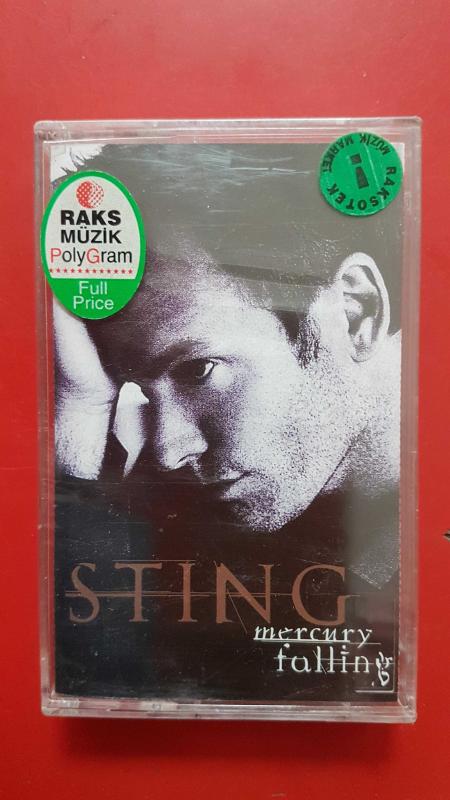 RAKS
MÜZİK
PolyGram
Full
Price
RAKSOTEK
MÜZİK MARKET
STING
mercury
falling